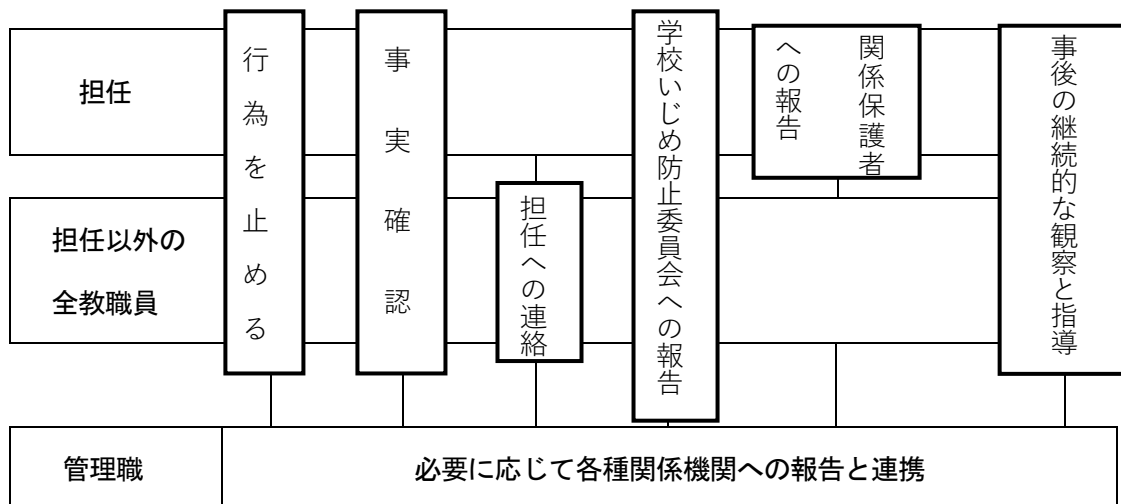 担任
担任以外の
全教職員
行為を止める
事実確認
担任への連絡
学校いじめ防止委員会への報告
関係保護者
への報告
事後の継続的な観察と指導
管理職
必要に応じて各種関係機関への報告と連携